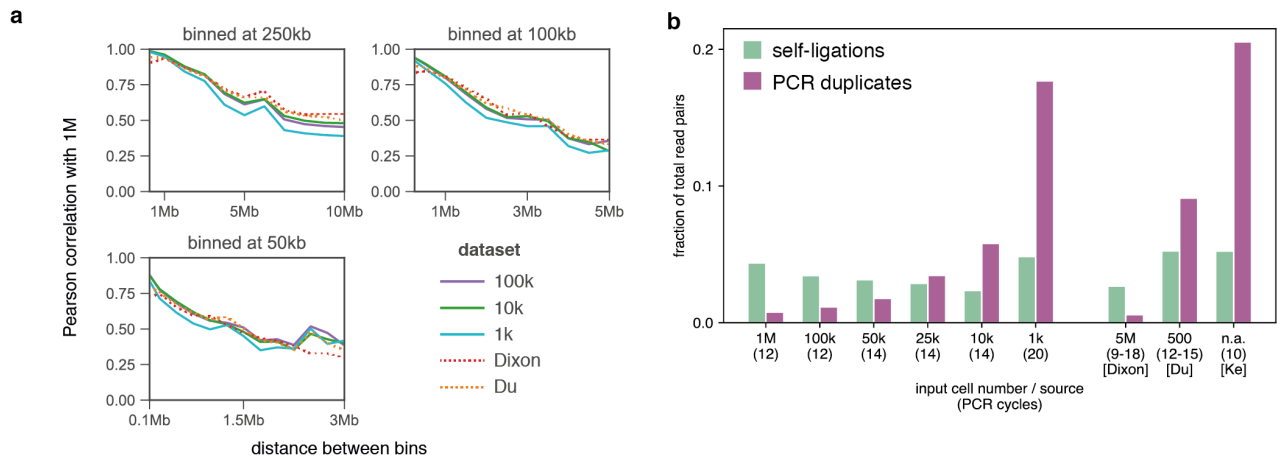 a
binned at 250kb
binned at 100kb
1.00
0.75
0.50
0.25
0.00
1Mb
5Mb
10Mb
1.00
0.75
0.50
0.25
0.00
1Mb
3Mb
5Mb
binned at 50kb
1.00
0.75
0.50
0.25
0.00
0.1Mb
1.5Mb
3Mb
Pearson correlation with 1M
distance between bins
dataset
100k
10k
1k
Dixon
Du
b
self-ligations
PCR duplicates
fraction of total read pairs
0.2
0.1
0.0
1M
(12)
100k
(12)
50k
(14)
25k
(14)
10k
(14)
1k
(20)
5M
(9-18)
[Dixon]
500
(12-15)
[Du]
n.a.
(10)
[Ke]
input cell number / source
(PCR cycles)